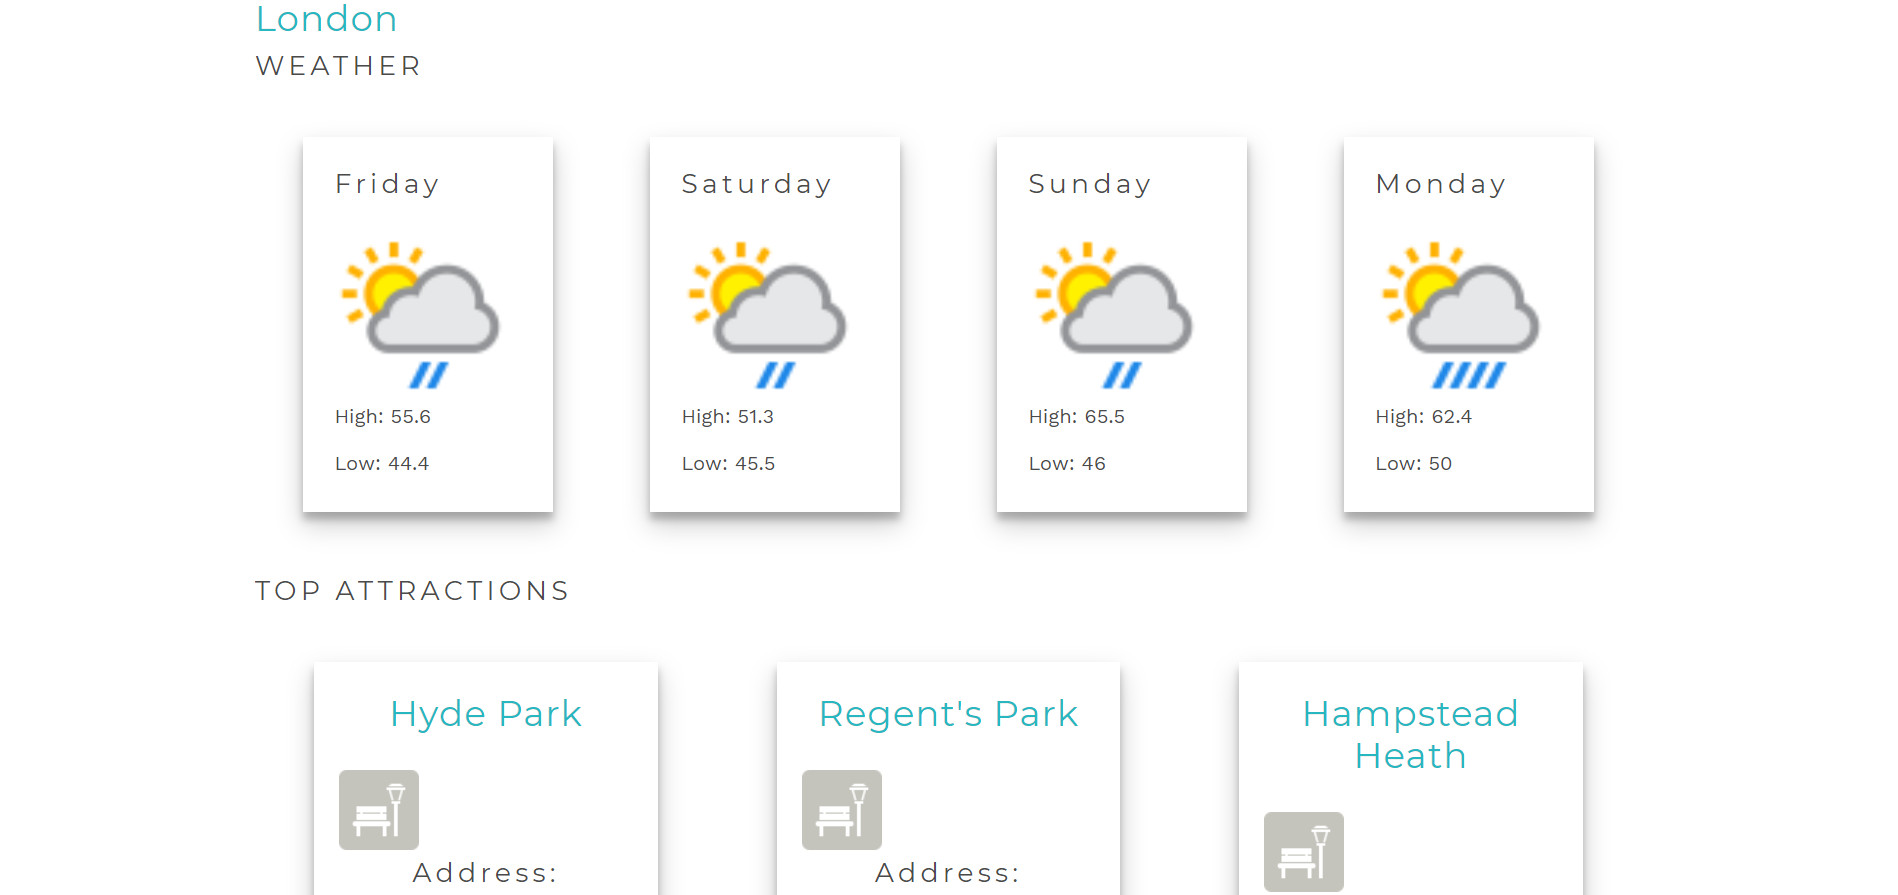 London
WEATHER
Friday
High: 55.6
Low: 44.4
Saturday
High: 51.3
Low: 45.5
Sunday
High: 65.5
Low: 46
Monday
High: 62.4
Low: 50
TOP ATTRACTIONS
Hyde Park
Address:
Regent's Park
Address:
Hampstead
Heath